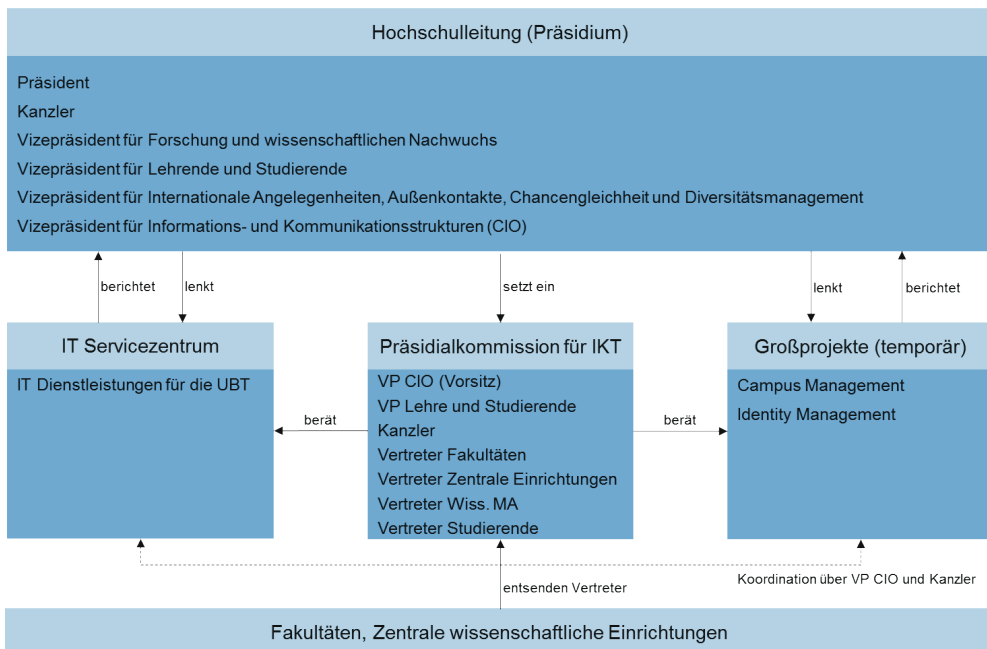 Hochschulleitung (Präsidium)
Präsident
Kanzler
Vizepräsident für Forschung und wissenschaftlichen Nachwuchs
Vizepräsident für Lehrende und Studierende
Vizepräsident für Internationale Angelegenheiten, Außenkontakte, Chancengleichheit und Diversitätsmanagement
Vizepräsident für Informations- und Kommunikationsstrukturen (CIO)
berichtet
lenkt
setzt ein
lenkt
berichtet
IT Servicezentrum
IT Dienstleistungen für die UBT
berät
Präsidialkommission für IKT
VP CIO (Vorsitz)
VP Lehre und Studierende
Kanzler
Vertreter Fakultäten
Vertreter Zentrale Einrichtungen
Vertreter Wiss. MA
Vertreter Studierende
berät
Großprojekte (temporär)
Campus Management
Identity Management
Koordination über VP CIO und Kanzler
entsenden Vertreter
Fakultäten, Zentrale wissenschaftliche Einrichtungen